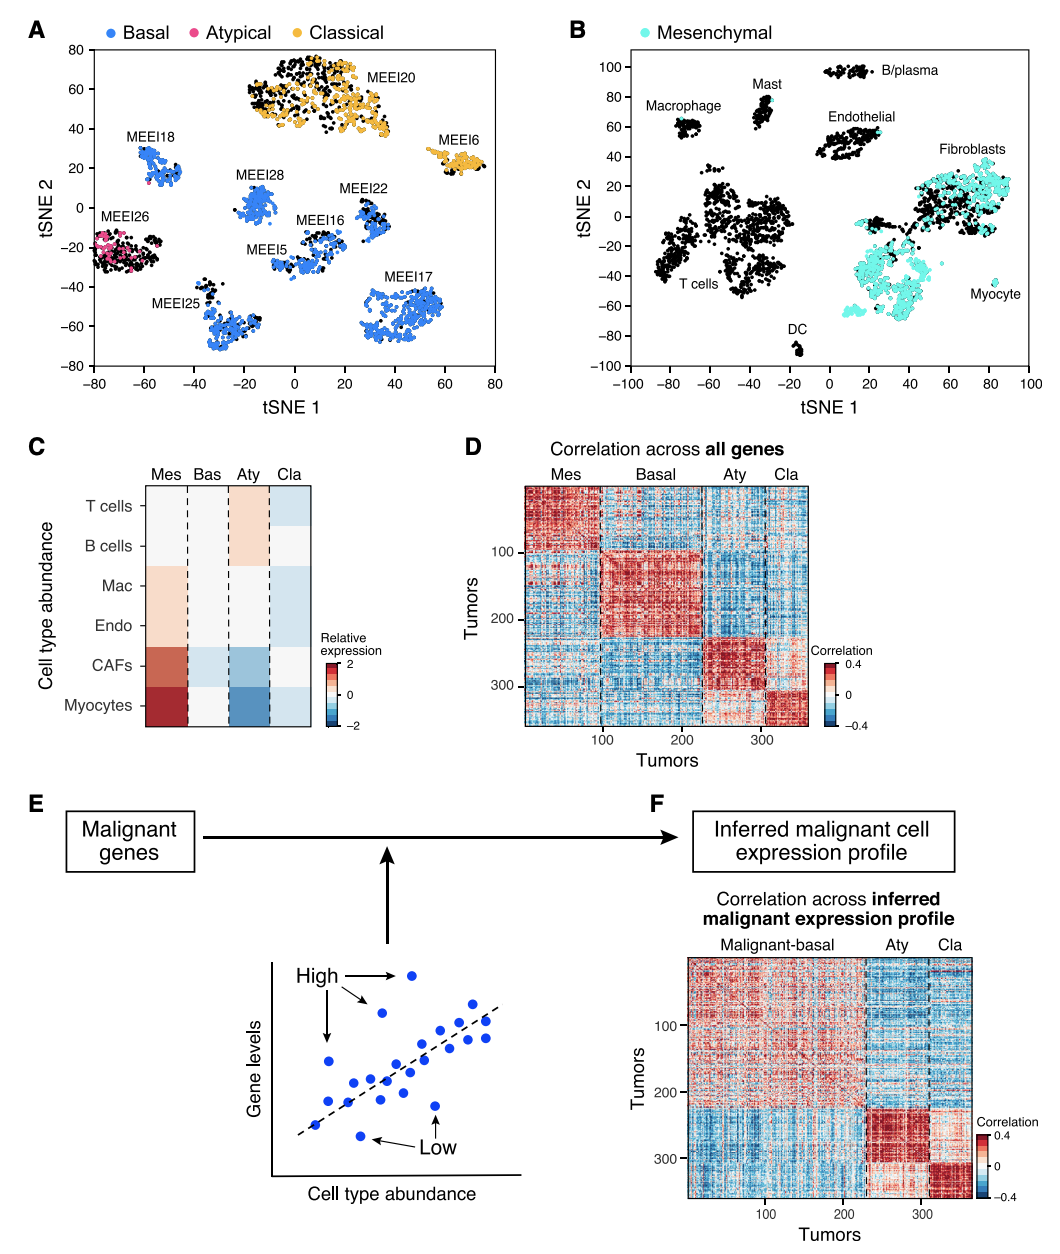 A
Basal
Atypical
Classical
80
60
40
20
0
−20
−40
−60
−80
−80
−60
−40
−20
0
20
40
60
80
tSNE 2
tSNE 1
MEEI20
MEEI6
MEEI18
MEEI28
MEEI22
MEEI26
MEEI16
MEEI5
MEEI17
MEEI25
B
Mesenchymal
100
80
60
40
20
0
−20
−40
−60
−80
−100
−100
−80
−60
−40
−20
0
20
40
60
80
100
tSNE 2
tSNE 1
B/plasma
Mast
Macrophage
Endothelial
Fibroblasts
T cells
Myocyte
DC
C
Mes Bas Aty Cla
Cell type abundance
T cells
B cells
Mac
Endo
CAFs
Myocytes
Relative
expression
2
0
−2
D
Correlation across all genes
Mes Basal Aty Cla
Tumors
100
200
300
100 200 300
Tumors
Correlation
0.4
0
−0.4
E
Malignant
genes
High
Low
Gene levels
Cell type abundance
F
Inferred malignant cell
expression profile
Correlation across inferred
malignant expression profile
Malignant-basal Aty Cla
Tumors
100
200
300
100 200 300
Tumors
Correlation
0.4
0
−0.4